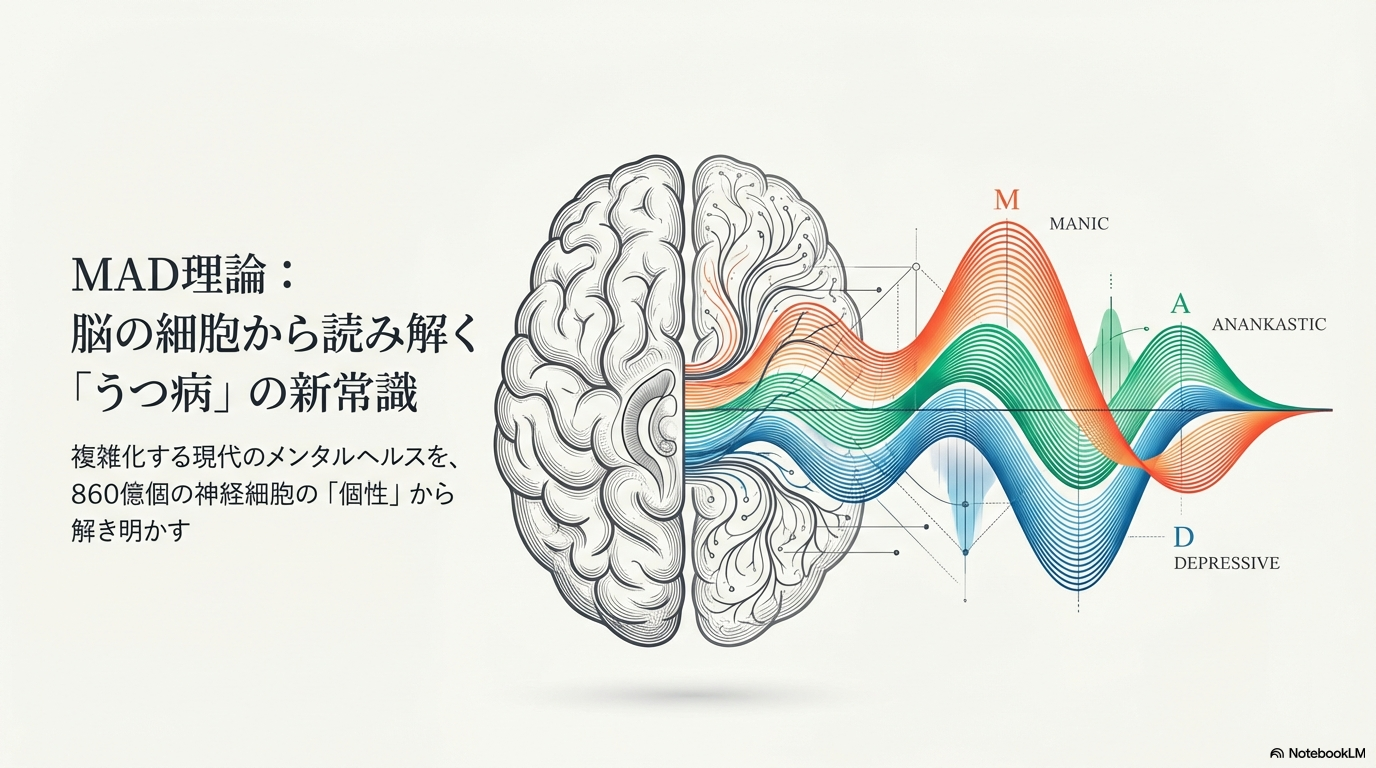 MAD理論：
脳の細胞から読み解く
「うつ病」の新常識
複雑化する現代のメンタルヘルスを、
860億個の神経細胞の「個性」から
解き明かす
M
MANIC
A
ANANKASTIC
D
DEPRESSIVE
NotebookLM